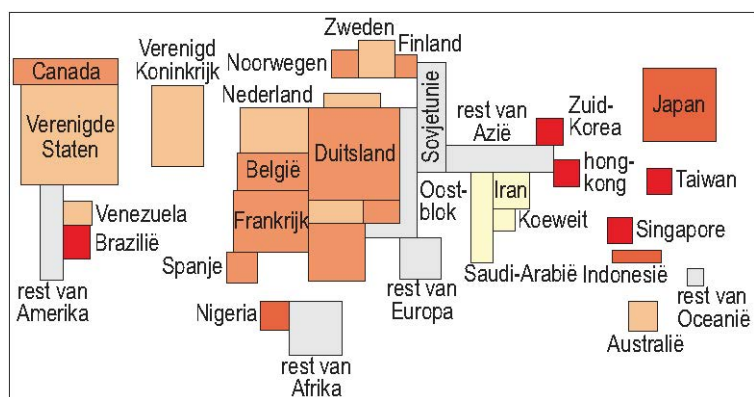 Zweden
Finland
Noorwegen
Verenigd
Koninkrijk
Canada
Verenigde
Staten
Nederland
België
Duitsland
Frankrijk
Spanje
Sovjetunie
Oost-
blok
rest van
Europa
rest van
Azië
Zuid-
Korea
Japan
hong-
kong
Taiwan
Singapore
Indonesië
rest van
Oceanië
Australië
Iran
Koeweit
Saudi-Arabië
Venezuela
Brazilië
rest van
Amerika
Nigeria
rest van
Afrika